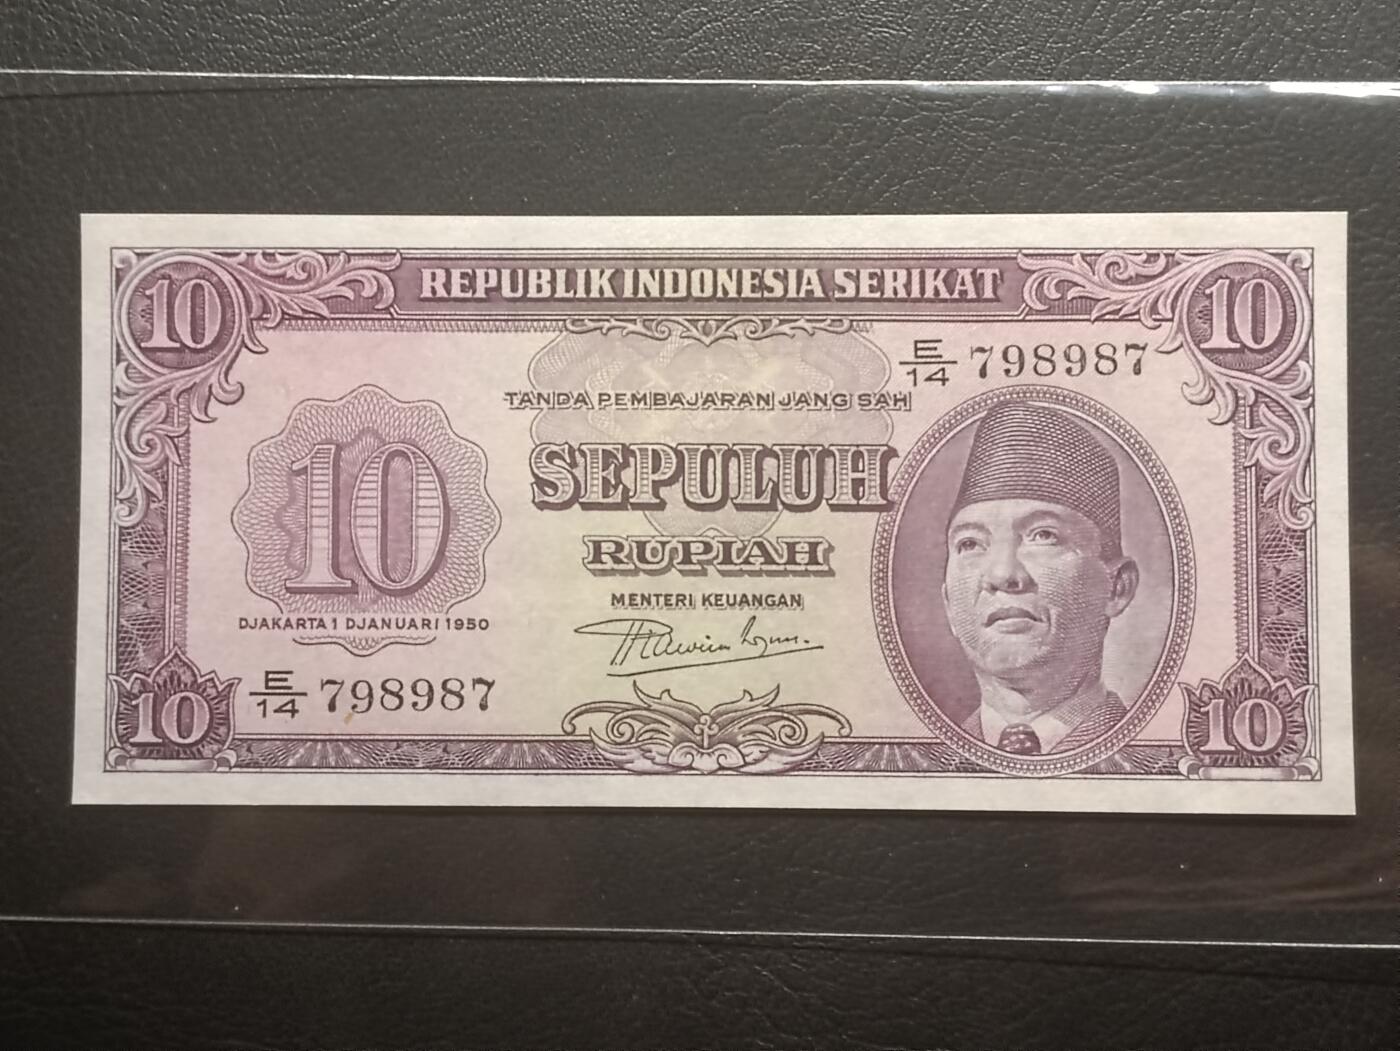 10 REPUBLIK INDONESIA SERIKAT 10
E/14 798987
TANDA PEMBAJARAN JANG SAH
10
SEPULUH
RUPIAH
MENTERI KEUANGAN
DJAKARTA 1 DJANUARI 1950
E/14 798987
10
10